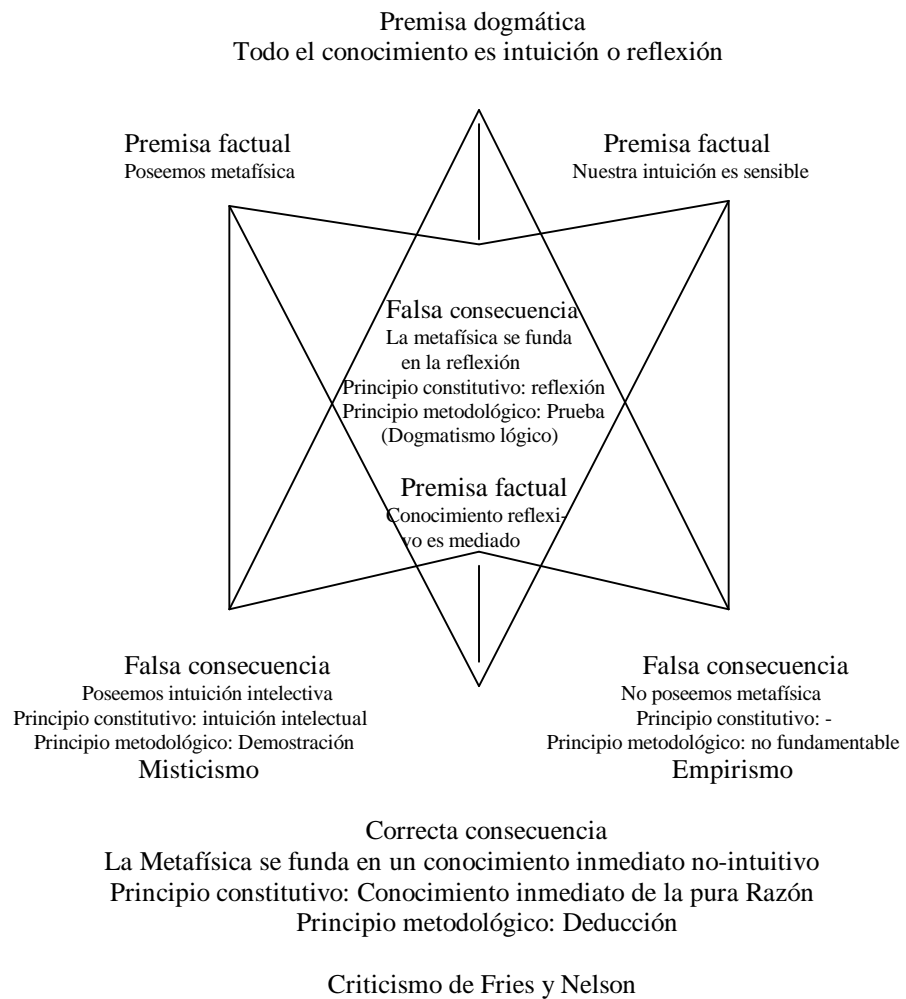 Premisa dogmática
Todo el conocimiento es intuición o reflexión
Premisa factual
Poseemos metafísica
Premisa factual
Nuestra intuición es sensible
Falsa consecuencia
La metafísica se funda
en la reflexión
Principio constitutivo: reflexión
Principio metodológico: Prueba
(Dogmatismo lógico)
Premisa factual
Conocimiento reflexi-
vo es mediado
Falsa consecuencia
Poseemos intuición intelectiva
Principio constitutivo: intuición intelectual
Principio metodológico: Demostración
Misticismo
Falsa consecuencia
No poseemos metafísica
Principio constitutivo: -
Principio metodológico: no fundamentable
Empirismo
Correcta consecuencia
La Metafísica se funda en un conocimiento inmediato no-intuitivo
Principio constitutivo: Conocimiento inmediato de la pura Razón
Principio metodológico: Deducción
Criticismo de Fries y Nelson